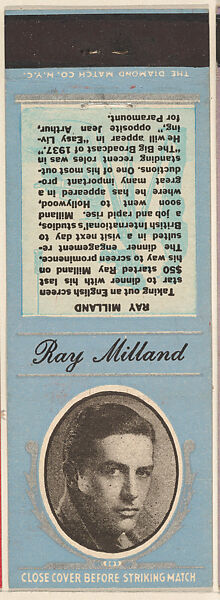 THE DIAMOND MATCH CO. N.Y.C.
RAY MILLAND
Taking an English screen
star to dinner with his last
$50 started Ray Milland on
his way to screen prominence.
The dinner engagement re-
sulted in a visit next day to
British International's studios,
a job and rapid rise. Milland
soon went to Hollywood,
where he has appeared in a
great many important pro-
ductions. One of his most out-
standing recent roles was in
"The Big Broadcast of 1937."
He will appear in "Easy Liv-
ing," opposite Jean Arthur,
for Paramount.
Ray Milland
CLOSE COVER BEFORE STRIKING MATCH